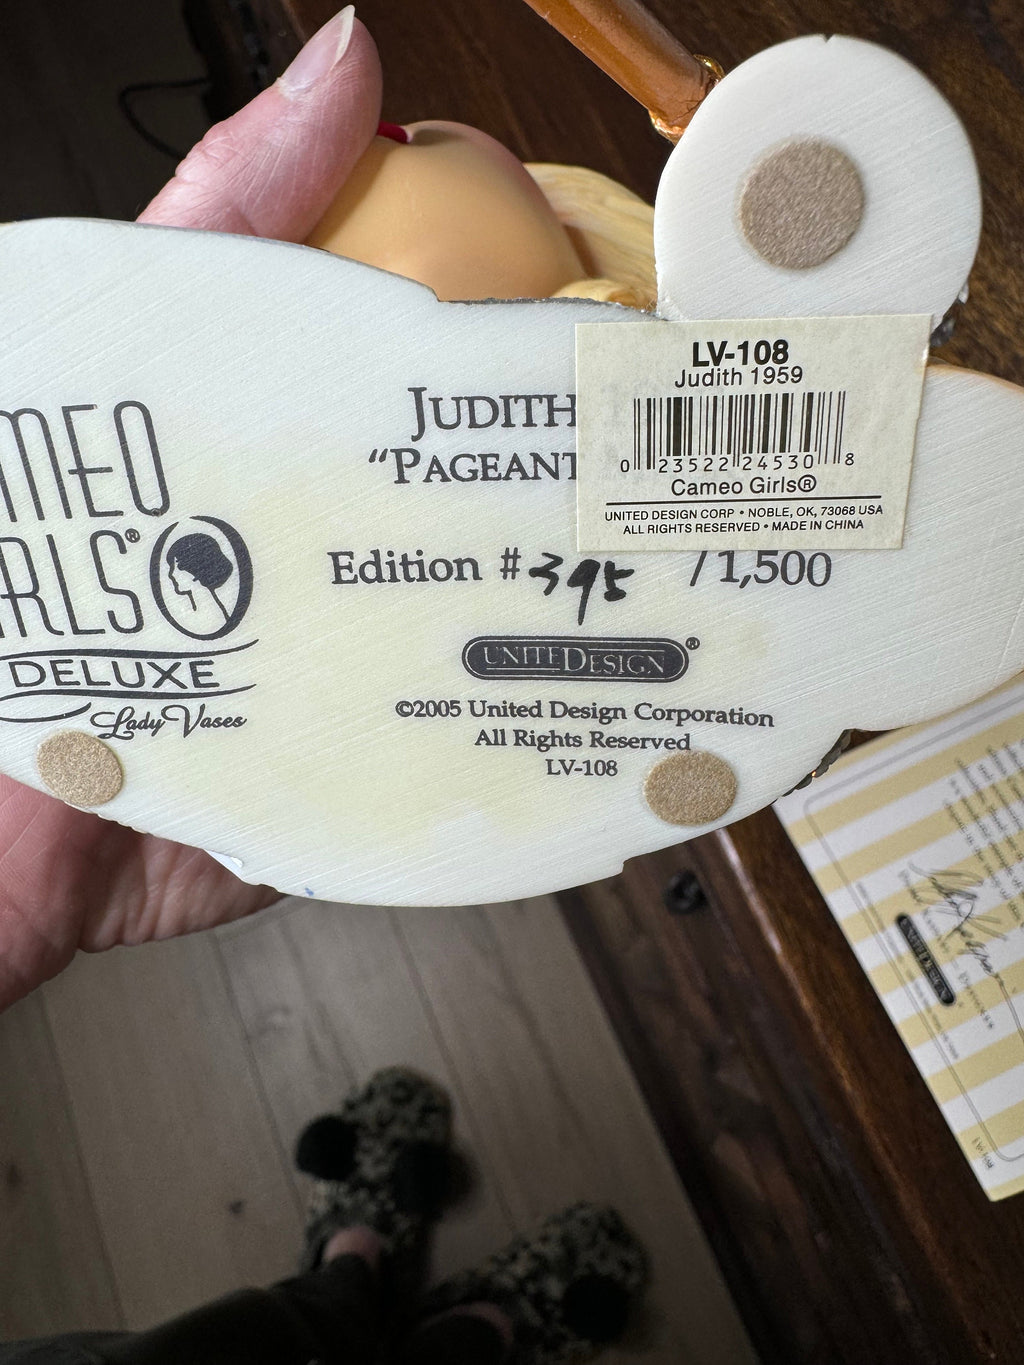 LV-108
Judith 1959
0 23522 24530 8
Cameo Girls®
UNITED DESIGN CORP • NOBLE, OK, 73068 USA
ALL RIGHTS RESERVED • MADE IN CHINA
JUDITH
“PAGEANT
Edition # 395 / 1,500
UNITEDESIGN®
©2005 United Design Corporation
All Rights Reserved
LV-108
MEO
RLS®
DELUXE
Lady Vases
UNITEDESIGN